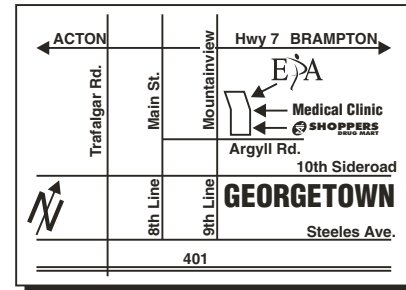 ACTON
Hwy 7 BRAMPTON
Trafalgar Rd.
Main St.
Mountainview
EPA
Medical Clinic
SHOPPERS
DRUG MART
Argyll Rd.
10th Sideroad
N
8th Line
9th Line
GEORGETOWN
Steeles Ave.
401